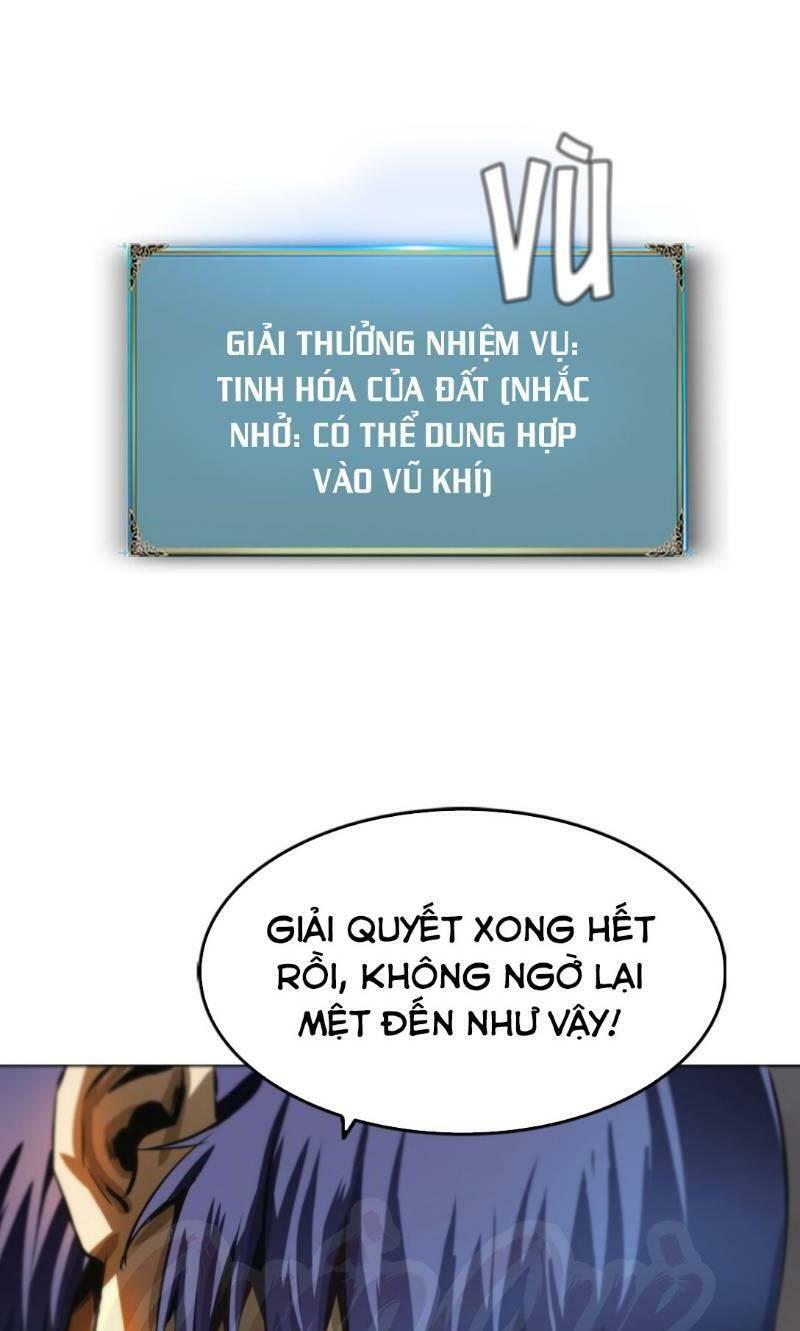 VÙ
GIẢI THƯỞNG NHIỆM VỤ:
TINH HÓA CỦA ĐẤT (NHẮC
NHỞ: CÓ THỂ DUNG HỢP
VÀO VŨ KHÍ)
GIẢI QUYẾT XONG HẾT
RỒI, KHÔNG NGỜ LẠI
MỆT ĐẾN NHƯ VẬY!